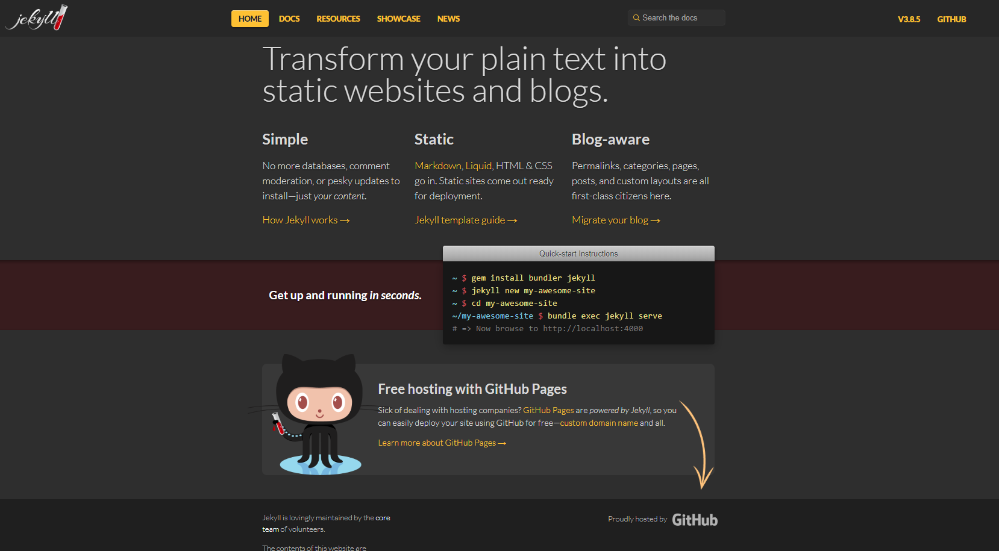 jekyll
HOME DOCS RESOURCES SHOWCASE NEWS
Search the docs
V3.8.5 GITHUB
Transform your plain text into
static websites and blogs.
Simple
No more databases, comment
moderation, or pesky updates to
install—just your content.
How Jekyll works →
Static
Markdown, Liquid, HTML & CSS
go in. Static sites come out ready
for deployment.
Jekyll template guide →
Blog-aware
Permalinks, categories, pages,
posts, and custom layouts are all
first-class citizens here.
Migrate your blog →
Get up and running in seconds.
Quick-start Instructions
~ $ gem install bundler jekyll
~ $ jekyll new my-awesome-site
~ $ cd my-awesome-site
~/my-awesome-site $ bundle exec jekyll serve
# => Now browse to http://localhost:4000
Free hosting with GitHub Pages
Sick of dealing with hosting companies? GitHub Pages are powered by Jekyll, so you
can easily deploy your site using GitHub for free—custom domain name and all.
Learn more about GitHub Pages →
Jekyll is lovingly maintained by the core
team of volunteers.
The contents of this website are
Proudly hosted by GitHub